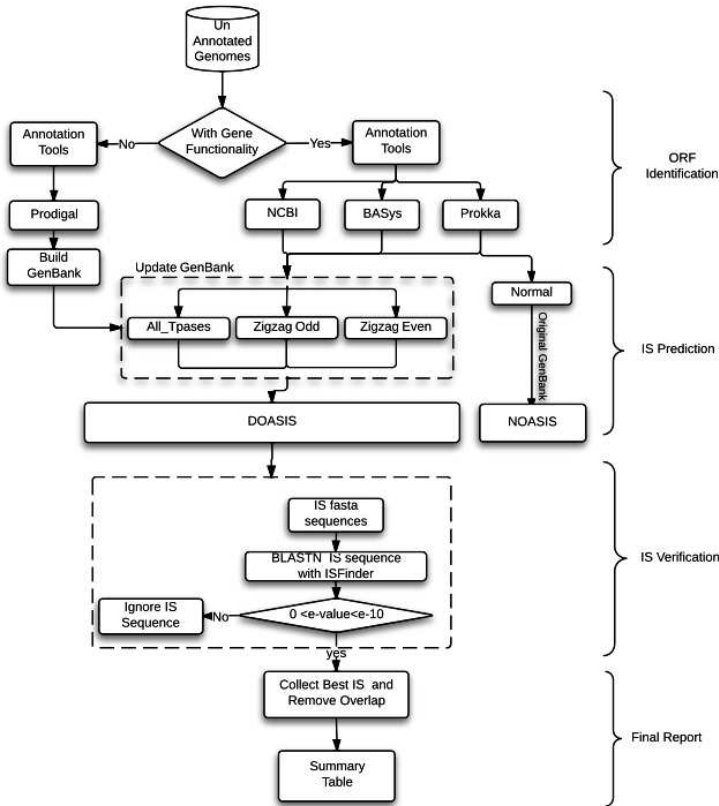 Un
Annotated
Genomes
Annotation
Tools
No
With Gene
Functionality
Yes
Annotation
Tools
ORF
Identification
Prodigal
NCBI
BASys
Prokka
Build
GenBank
Update GenBank
Normal
All_Tpases
Zigzag Odd
Zigzag Even
Original GenBank
IS Prediction
DOASIS
NOASIS
IS fasta
sequences
BLASTN IS sequence
with ISFinder
IS Verification
Ignore IS
Sequence
No
0 <e-value<e-10
yes
Collect Best IS and
Remove Overlap
Final Report
Summary
Table